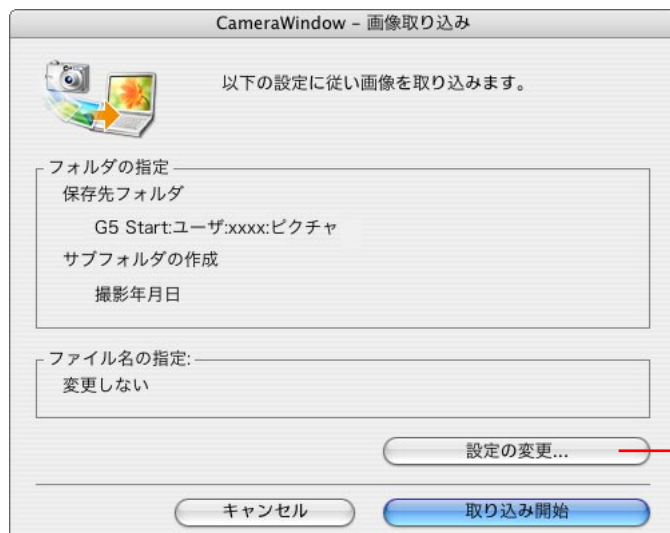 CameraWindow – 画像取り込み
以下の設定に従い画像を取り込みます。
フォルダの指定
保存先フォルダ
G5 Start:ユーザ:xxxx:ピクチャ
サブフォルダの作成
撮影年月日
ファイル名の指定:
変更しない
設定の変更...
キャンセル
取り込み開始